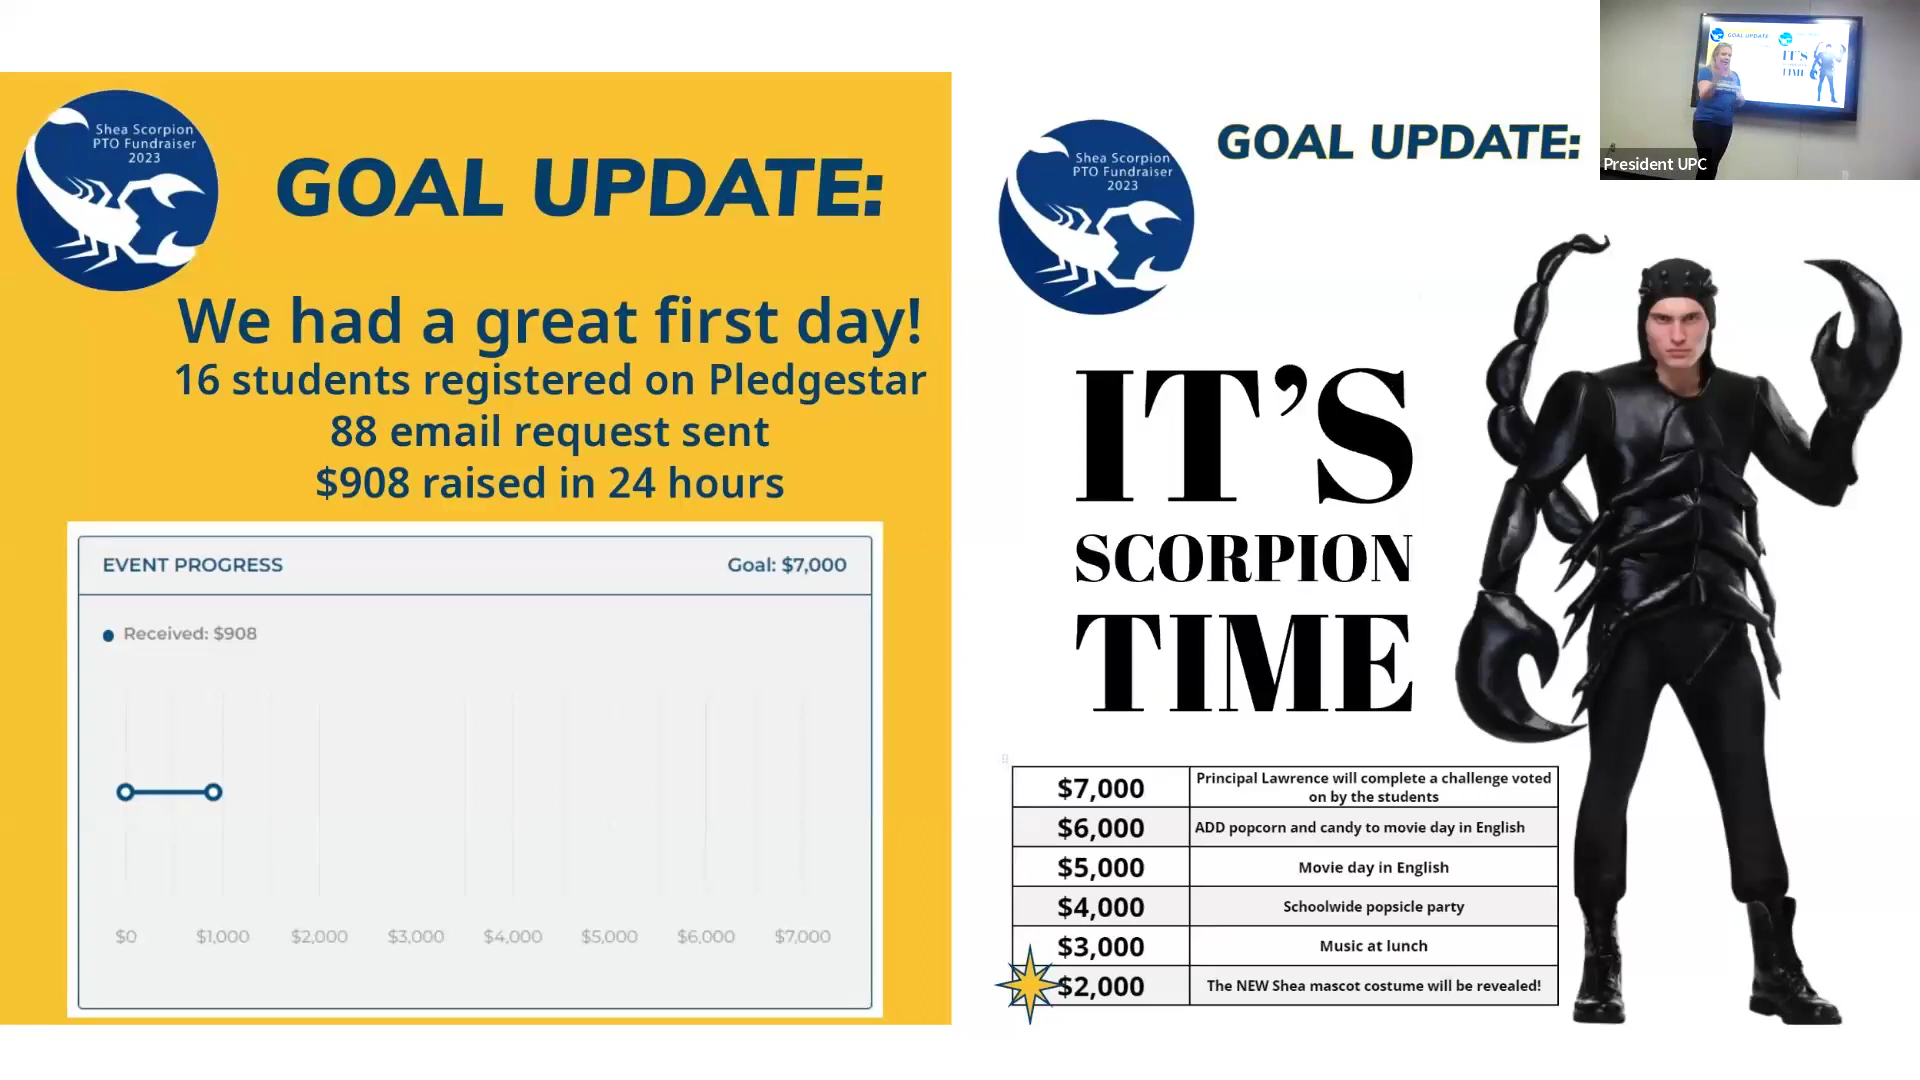 Shea Scorpion
PTO Fundraiser
2023
GOAL UPDATE:
We had a great first day!
16 students registered on Pledgestar
88 email request sent
$908 raised in 24 hours
EVENT PROGRESS
Goal: $7,000
Received: $908
$0 $1,000 $2,000 $3,000 $4,000 $5,000 $6,000 $7,000
Shea Scorpion
PTO Fundraiser
2023
GOAL UPDATE:
IT’S
SCORPION
TIME
$7,000 Principal Lawrence will complete a challenge voted
on by the students
$6,000 ADD popcorn and candy to movie day in English
$5,000 Movie day in English
$4,000 Schoolwide popsicle party
$3,000 Music at lunch
$2,000 The NEW Shea mascot costume will be revealed!
GOAL UPDATE
IT'S
TIME
President UPC